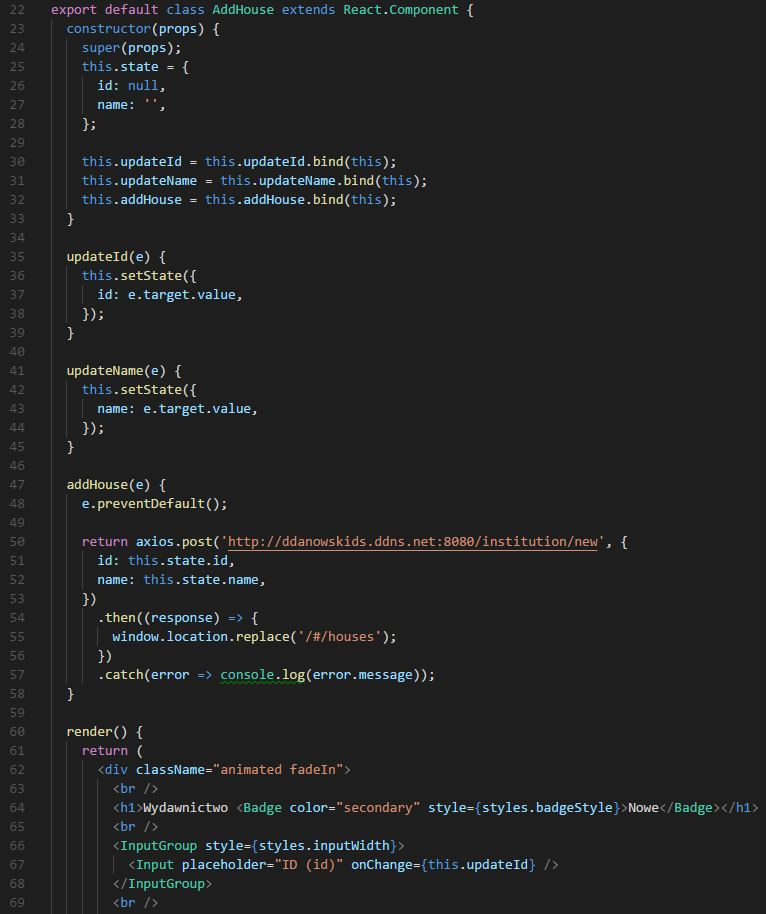 22 export default class AddHouse extends React.Component {
23 constructor(props) {
24 super(props);
25 this.state = {
26 id: null,
27 name: '',
28 };
29
30 this.updateId = this.updateId.bind(this);
31 this.updateName = this.updateName.bind(this);
32 this.addHouse = this.addHouse.bind(this);
33 }
34
35 updateId(e) {
36 this.setState({
37 id: e.target.value,
38 });
39 }
40
41 updateName(e) {
42 this.setState({
43 name: e.target.value,
44 });
45 }
46
47 addHouse(e) {
48 e.preventDefault();
49
50 return axios.post('http://ddanowskids.ddns.net:8080/institution/new', {
51 id: this.state.id,
52 name: this.state.name,
53 })
54 .then((response) => {
55 window.location.replace('/#/houses');
56 })
57 .catch(error => console.log(error.message));
58 }
59
60 render() {
61 return (
62 <div className="animated fadeIn">
63 <br />
64 <h1>Wydawnictwo <Badge color="secondary" style={styles.badgeStyle}>Nowe</Badge></h1>
65 <br />
66 <InputGroup style={styles.inputWidth}>
67 <Input placeholder="ID (id)" onChange={this.updateId} />
68 </InputGroup>
69 <br />